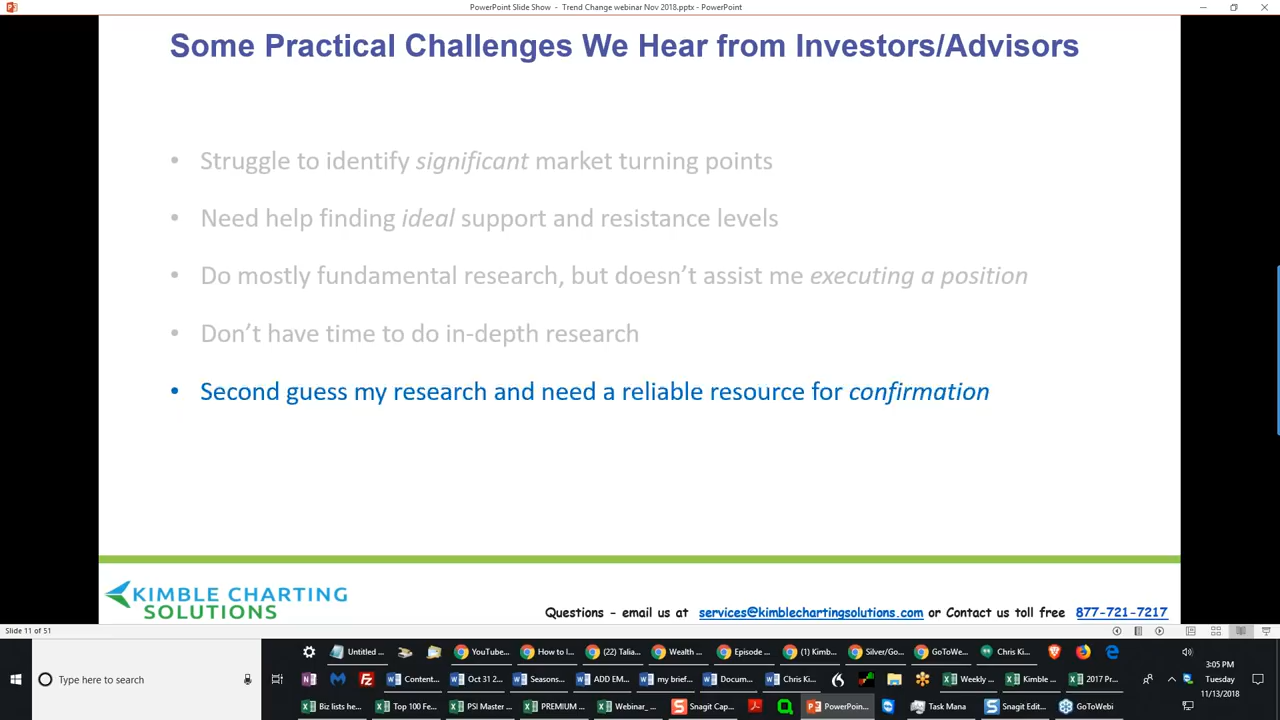 PowerPoint Slide Show - Trend Change webinar Nov 2018.pptx - PowerPoint
Some Practical Challenges We Hear from Investors/Advisors
• Struggle to identify significant market turning points
• Need help finding ideal support and resistance levels
• Do mostly fundamental research, but doesn't assist me executing a position
• Don't have time to do in-depth research
• Second guess my research and need a reliable resource for confirmation
KIMBLE CHARTING
SOLUTIONS
Questions - email us at services@kimblechartingsolutions.com or Contact us toll free 877-721-7217
Slide 11 of 51
Untitled ...
YouTube...
How to I...
(22) Talia...
Wealth ...
Episode ...
(1) Kimb...
Silver/Go...
GoToWe...
Chris Ki...
Type here to search
Content...
Oct 31 2...
Seasons...
ADD EM...
my brief...
Docum...
Chris Ki...
Weekly ...
Kimble ...
2017 Pr...
Biz lists he...
Top 100 Fe...
PSI Master ...
PREMIUM ...
Webinar_ ...
Snagit Cap...
PowerPoin...
Task Mana
Snagit Edit...
GoToWebi
3:05 PM
Tuesday
11/13/2018